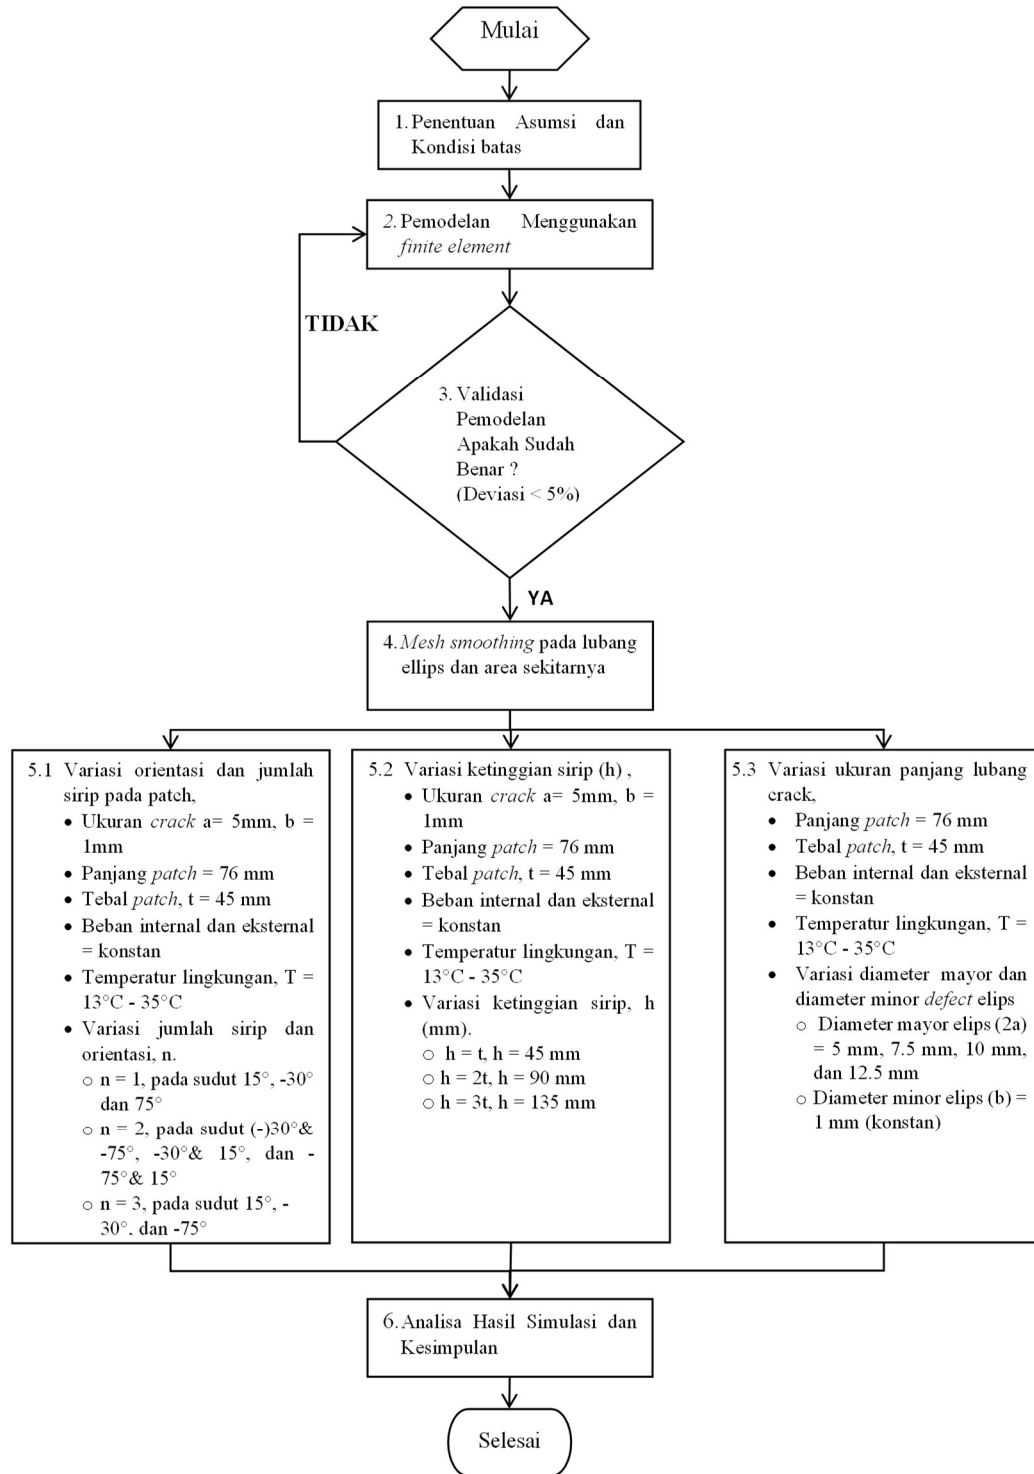 Mulai
1. Penentuan Asumsi dan
Kondisi batas
2. Pemodelan Menggunakan
finite element
TIDAK
3. Validasi
Pemodelan
Apakah Sudah
Benar ?
(Deviasi < 5%)
YA
4. Mesh smoothing pada lubang
ellips dan area sekitarnya
5.1 Variasi orientasi dan jumlah
sirip pada patch,
• Ukuran crack a= 5mm, b =
1mm
• Panjang patch = 76 mm
• Tebal patch, t = 45 mm
• Beban internal dan eksternal
= konstan
• Temperatur lingkungan, T =
13°C - 35°C
• Variasi jumlah sirip dan
orientasi, n.
○ n = 1, pada sudut 15°, -30°
dan 75°
○ n = 2, pada sudut (-)30°&
-75°, -30°& 15°, dan -
75°& 15°
○ n = 3, pada sudut 15°, -
30°, dan -75°
5.2 Variasi ketinggian sirip (h) ,
• Ukuran crack a= 5mm, b =
1mm
• Panjang patch = 76 mm
• Tebal patch, t = 45 mm
• Beban internal dan eksternal
= konstan
• Temperatur lingkungan, T =
13°C - 35°C
• Variasi ketinggian sirip, h
(mm).
○ h = t, h = 45 mm
○ h = 2t, h = 90 mm
○ h = 3t, h = 135 mm
5.3 Variasi ukuran panjang lubang
crack,
• Panjang patch = 76 mm
• Tebal patch, t = 45 mm
• Beban internal dan eksternal
= konstan
• Temperatur lingkungan, T =
13°C - 35°C
• Variasi diameter mayor dan
diameter minor defect elips
○ Diameter mayor elips (2a)
= 5 mm, 7.5 mm, 10 mm,
dan 12.5 mm
○ Diameter minor elips (b) =
1 mm (konstan)
6. Analisa Hasil Simulasi dan
Kesimpulan
Selesai